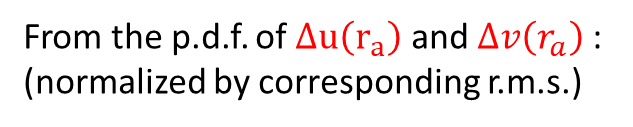 From the p.d.f. of Δu(rₐ) and Δv(rₐ) :
(normalized by corresponding r.m.s.)